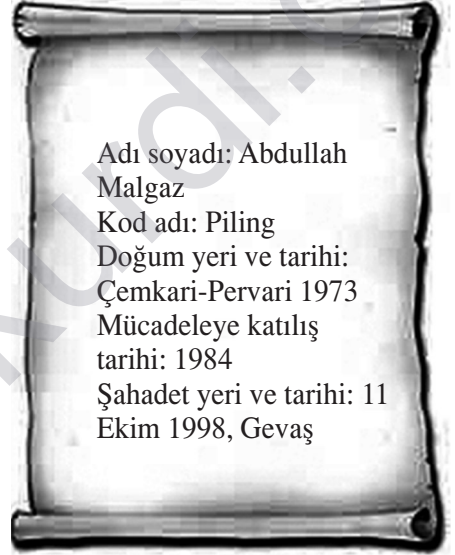 Adı soyadı: Abdullah
Malgaz
Kod adı: Piling
Doğum yeri ve tarihi:
Çemkari-Pervari 1973
Mücadeleye katılış
tarihi: 1984
Şahadet yeri ve tarihi: 11
Ekim 1998, Gevaş